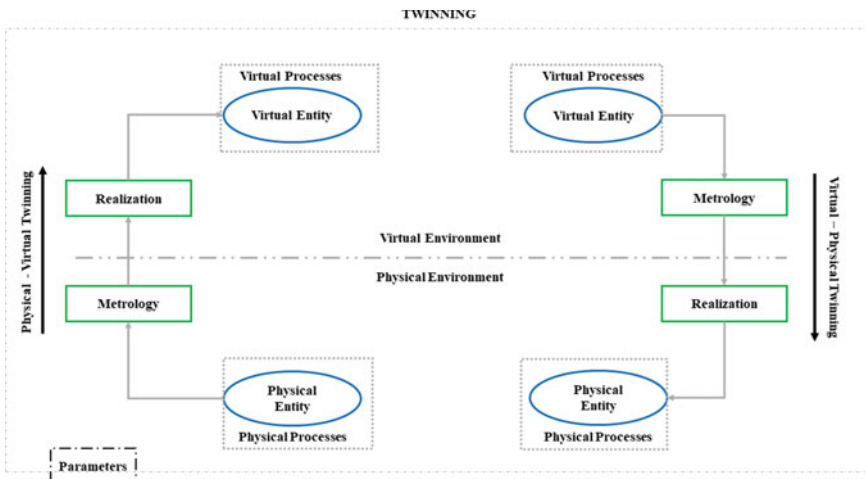 TWINNING
Virtual Processes
Virtual Entity
Virtual Processes
Virtual Entity
Realization
Metrology
Physical - Virtual Twinning
Virtual – Physical Twinning
Virtual Environment
Physical Environment
Metrology
Realization
Physical
Entity
Physical Processes
Physical
Entity
Physical Processes
Parameters